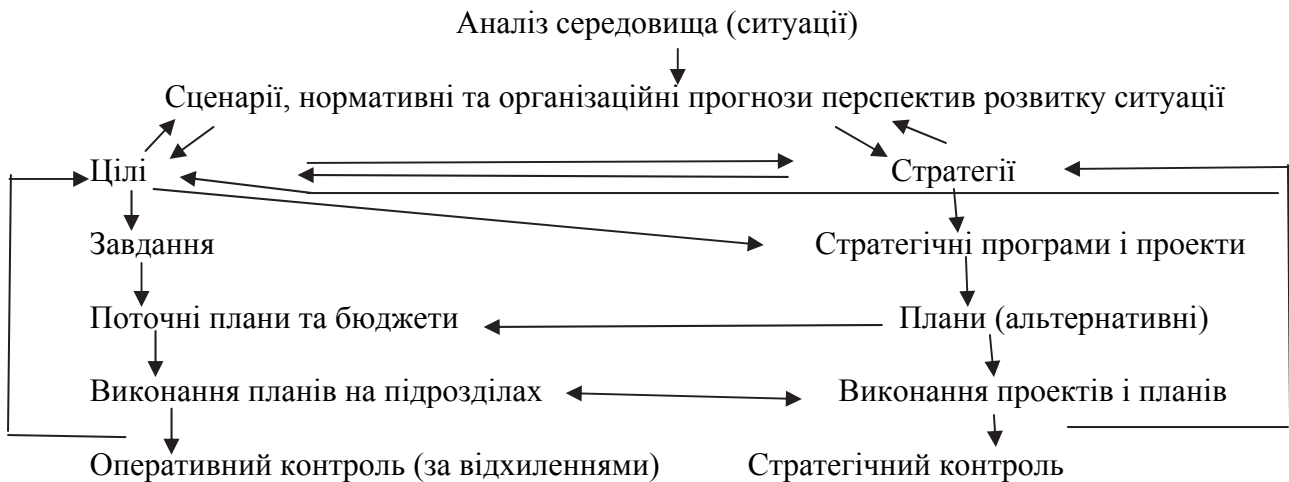 Аналіз середовища (ситуації)
Сценарії, нормативні та організаційні прогнози перспектив розвитку ситуації
Цілі Стратегії
Завдання Стратегічні програми і проекти
Поточні плани та бюджети Плани (альтернативні)
Виконання планів на підрозділах Виконання проектів і планів
Оперативний контроль (за відхиленнями) Стратегічний контроль